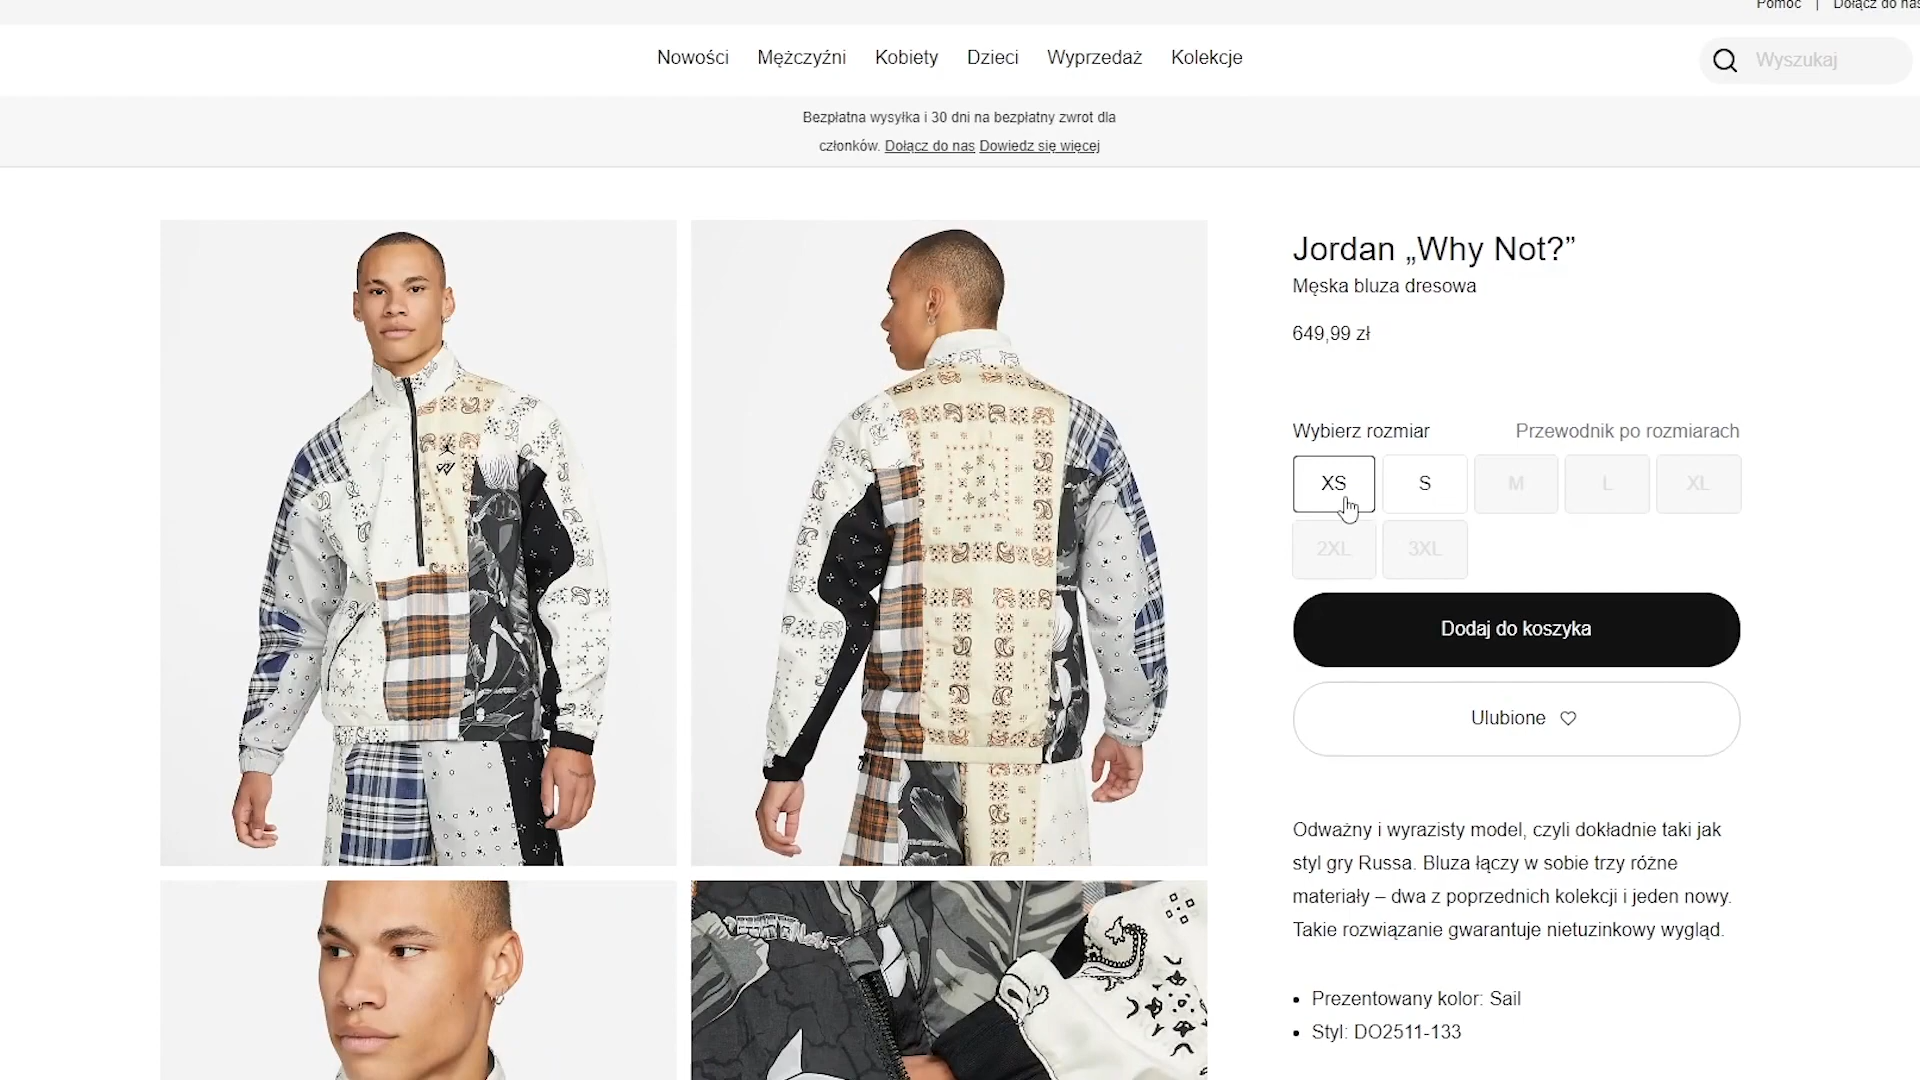 Pomoc | Dołącz do nas
Nowości Mężczyźni Kobiety Dzieci Wyprzedaż Kolekcje
Wyszukaj
Bezpłatna wysyłka i 30 dni na bezpłatny zwrot dla
członków. Dołącz do nas Dowiedz się więcej
Jordan „Why Not?”
Męska bluza dresowa
649,99 zł
Wybierz rozmiar Przewodnik po rozmiarach
XS S M L XL
2XL 3XL
Dodaj do koszyka
Ulubione
Odważny i wyrazisty model, czyli dokładnie taki jak
styl gry Russa. Bluza łączy w sobie trzy różne
materiały – dwa z poprzednich kolekcji i jeden nowy.
Takie rozwiązanie gwarantuje nietuzinkowy wygląd.
• Prezentowany kolor: Sail
• Styl: DO2511-133